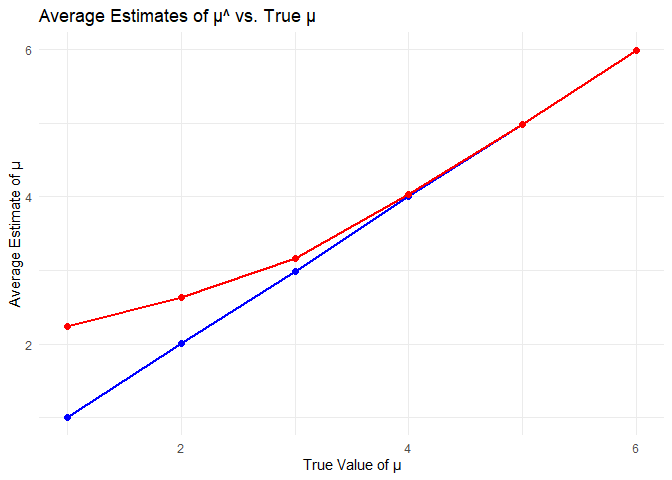 Average Estimates of µ^ vs. True µ
6
4
2
Average Estimate of µ
2
4
6
True Value of µ